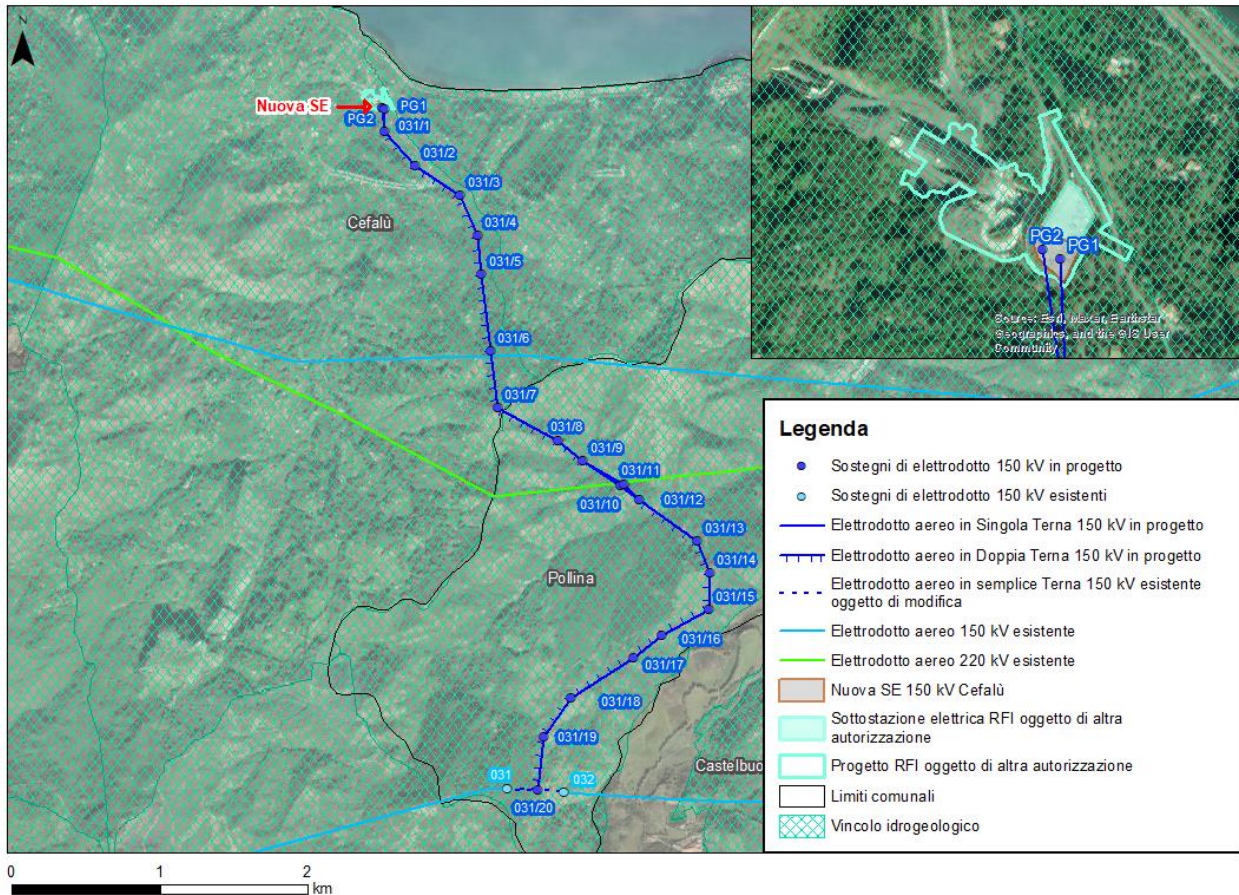 N
Nuova SE
PG1
PG2
031/1
031/2
031/3
Cefalù
031/4
031/5
031/6
031/7
031/8
031/9
031/11
031/10
031/12
031/13
031/14
Pollina
031/15
031/16
031/17
031/18
031/19
Castelbuo
031
032
031/20
PG2
PG1
Source: Esri, Maxar, Earthstar
Geographics, and the GIS User
Community
Legenda
Sostegni di elettrodotto 150 kV in progetto
Sostegni di elettrodotto 150 kV esistenti
Elettrodotto aereo in Singola Terna 150 kV in progetto
Elettrodotto aereo in Doppia Terna 150 kV in progetto
Elettrodotto aereo in semplice Terna 150 kV esistente
oggetto di modifica
Elettrodotto aereo 150 kV esistente
Elettrodotto aereo 220 kV esistente
Nuova SE 150 kV Cefalù
Sottostazione elettrica RFI oggetto di altra
autorizzazione
Progetto RFI oggetto di altra autorizzazione
Limiti comunali
Vincolo idrogeologico
0 1 2
km